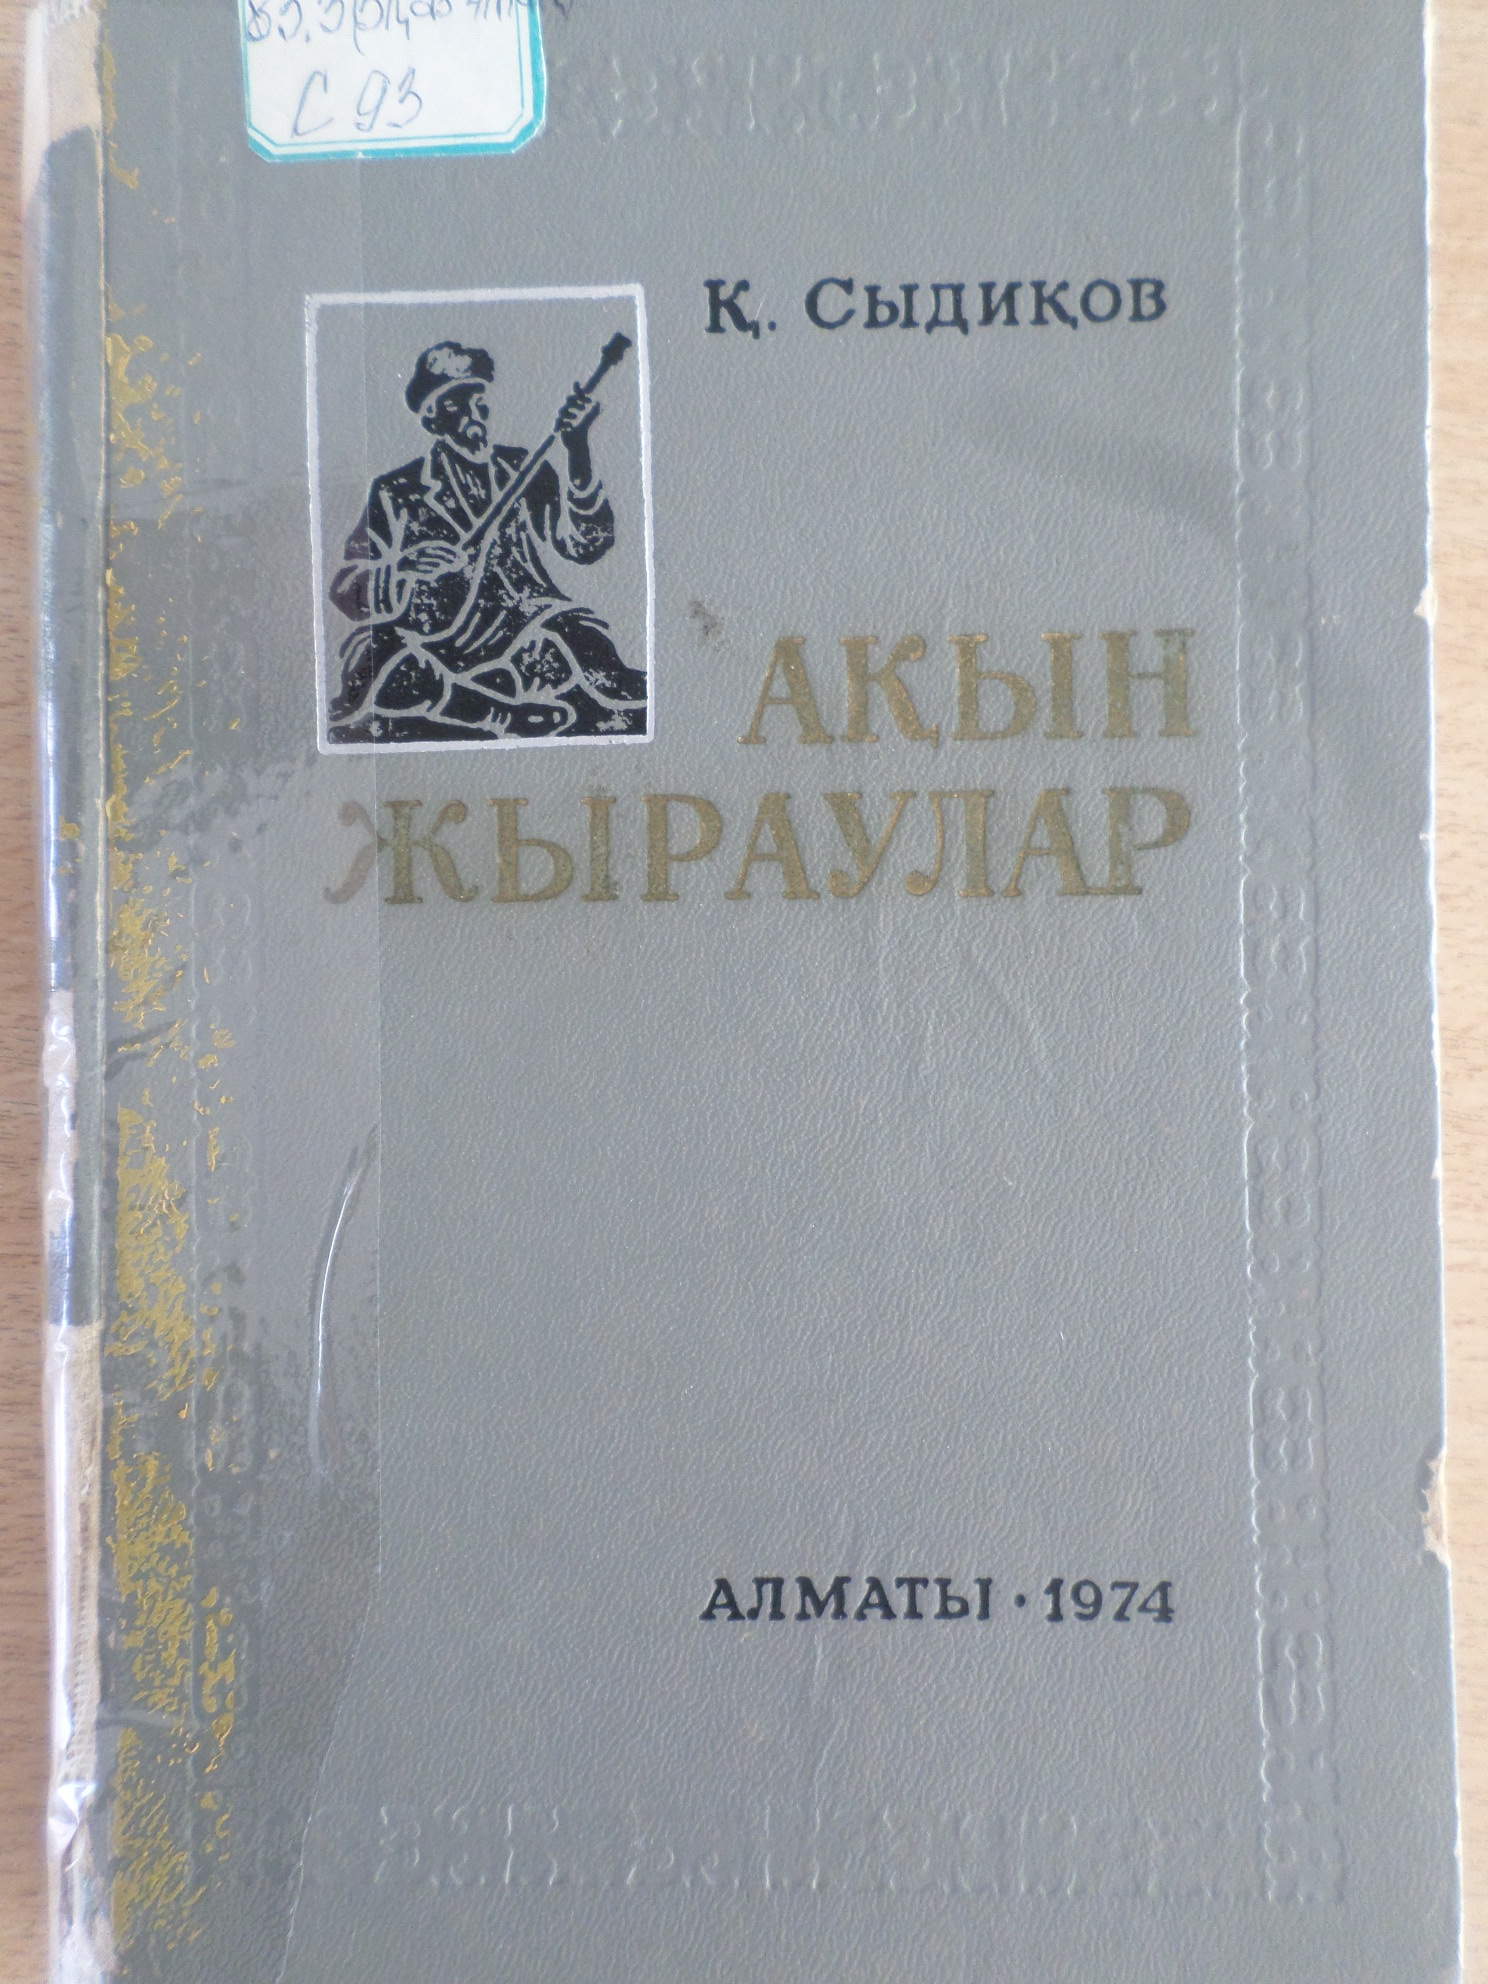 С 93
Қ. Сыдиқов
АҚЫН
ЖЫРАУЛАР
АЛМАТЫ · 1974